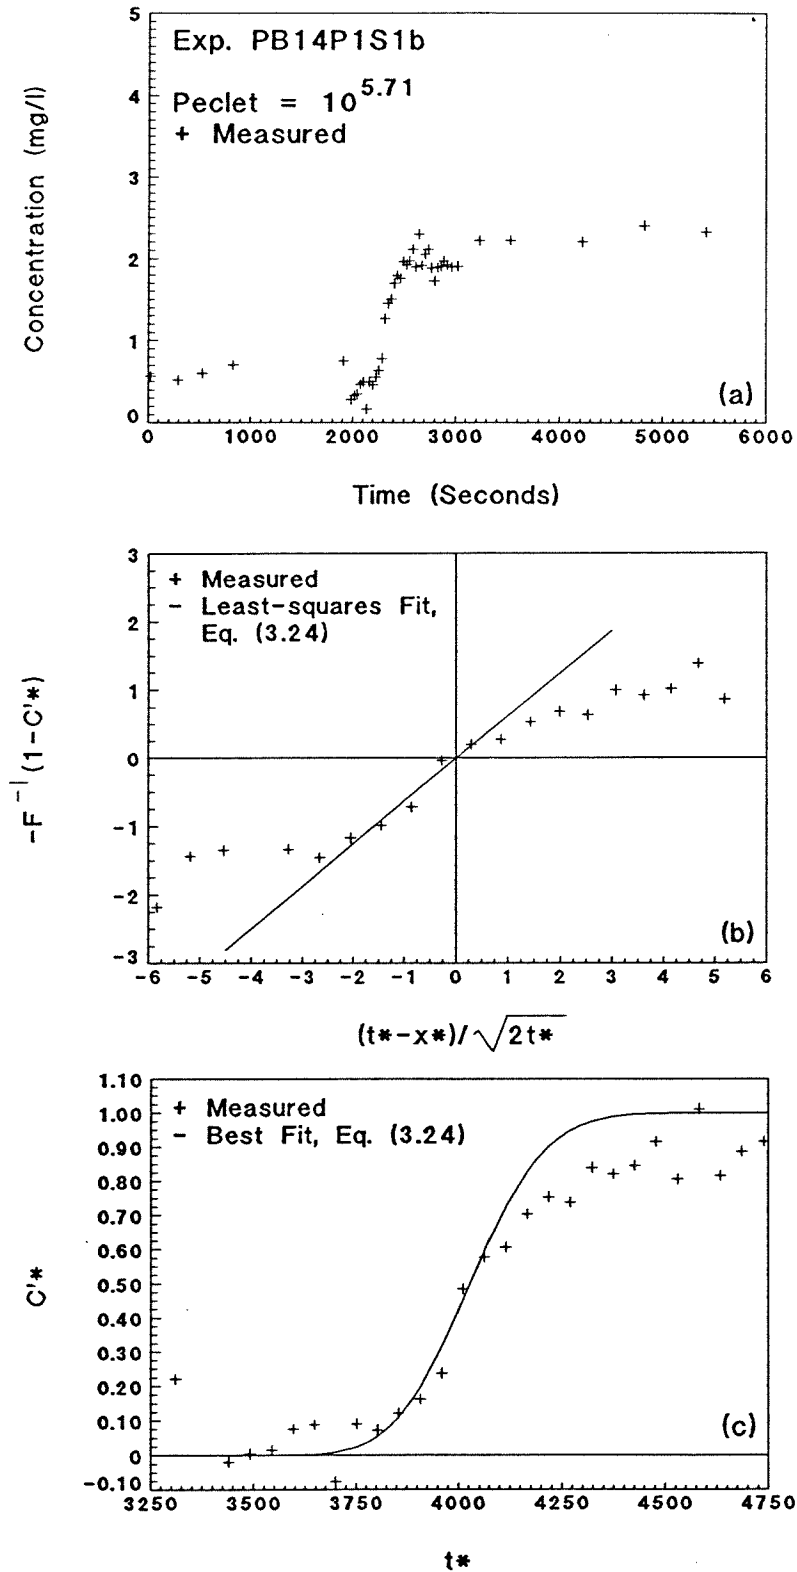 Exp. PB14P1S1b
Peclet = 10^5.71
+ Measured
Concentration (mg/l)
5
4
3
2
1
0
0 1000 2000 3000 4000 5000 6000
(a)
Time (Seconds)
+ Measured
− Least-squares Fit,
Eq. (3.24)
-F^-1 (1-C'*)
3
2
1
0
-1
-2
-3
-6 -5 -4 -3 -2 -1 0 1 2 3 4 5 6
(b)
(t*-x*)/√2t*
+ Measured
− Best Fit, Eq. (3.24)
C'*
1.10
1.00
0.90
0.80
0.70
0.60
0.50
0.40
0.30
0.20
0.10
0
-0.10
3250 3500 3750 4000 4250 4500 4750
(c)
t*